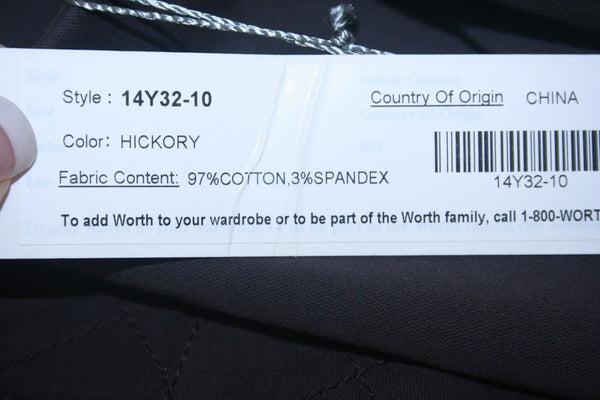 Style : 14Y32-10
Country Of Origin CHINA
Color: HICKORY
Fabric Content: 97%COTTON,3%SPANDEX
14Y32-10
To add Worth to your wardrobe or to be part of the Worth family, call 1-800-WORT